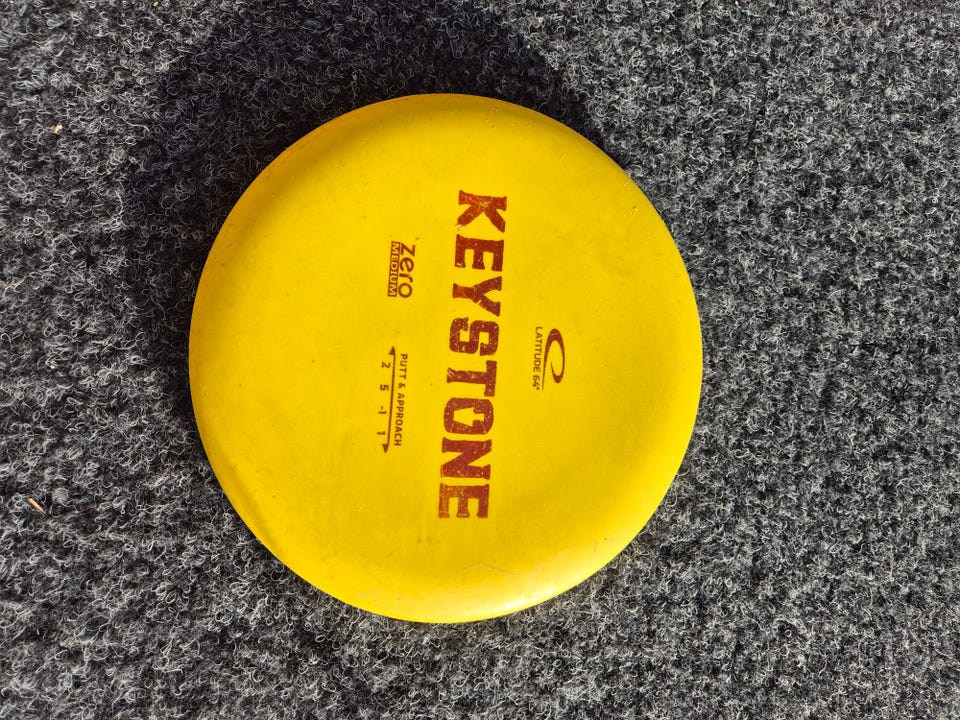 LATITUDE 64°
KEYSTONE
zero
MEDIUM
PUTT & APPROACH
2 5 -1 1